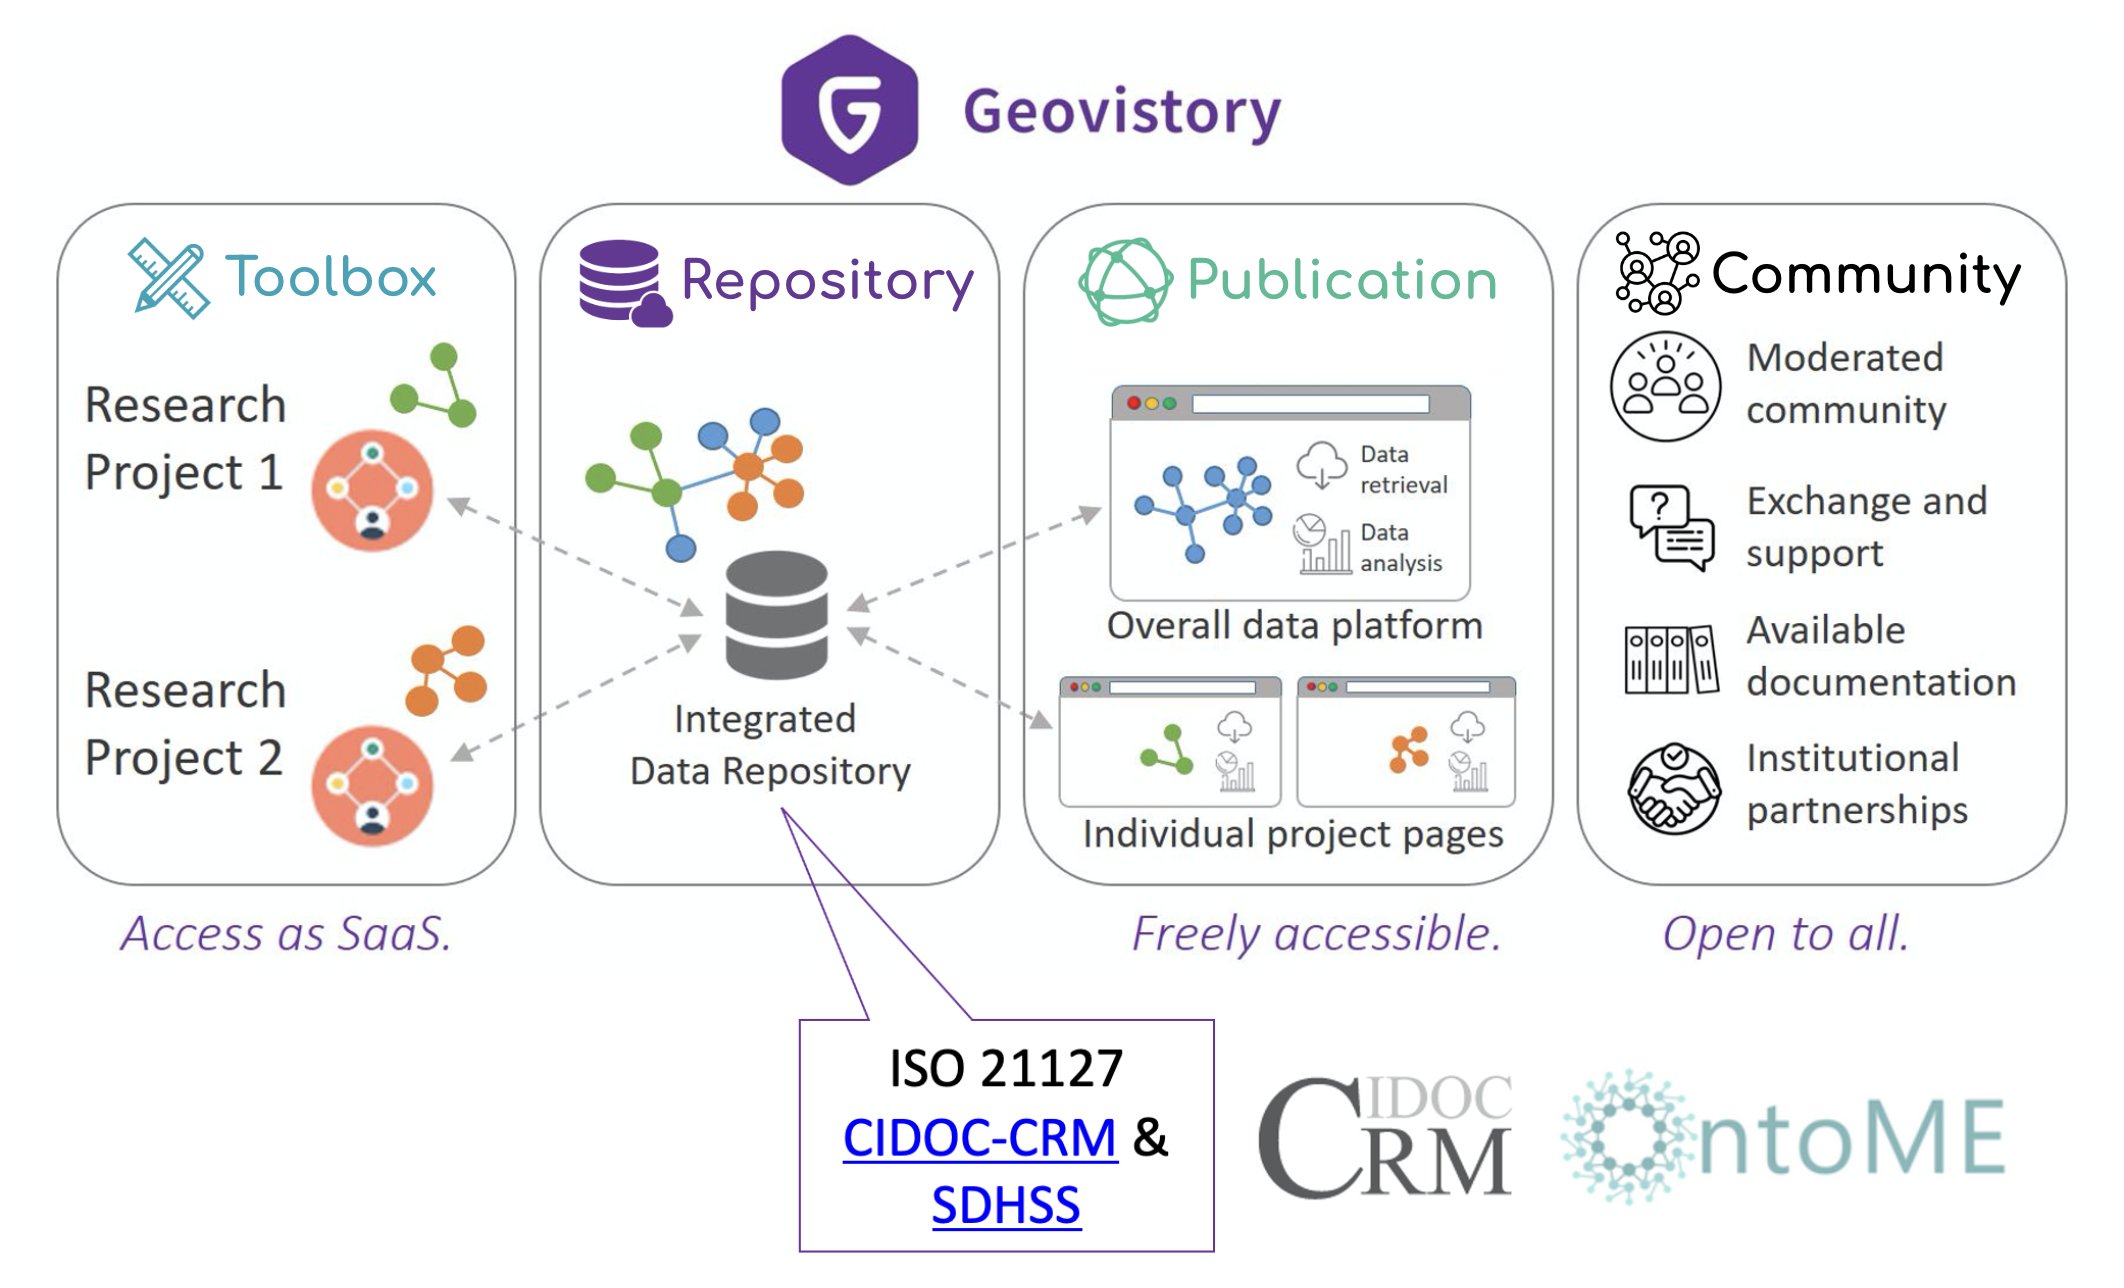 Geovistory
Toolbox
Research
Project 1
Research
Project 2
Access as SaaS.
Repository
Integrated
Data Repository
Publication
Data
retrieval
Data
analysis
Overall data platform
Individual project pages
Freely accessible.
Community
Moderated
community
Exchange and
support
Available
documentation
Institutional
partnerships
Open to all.
ISO 21127
CIDOC-CRM &
SDHSS
CIDOC
CRM
OntoME